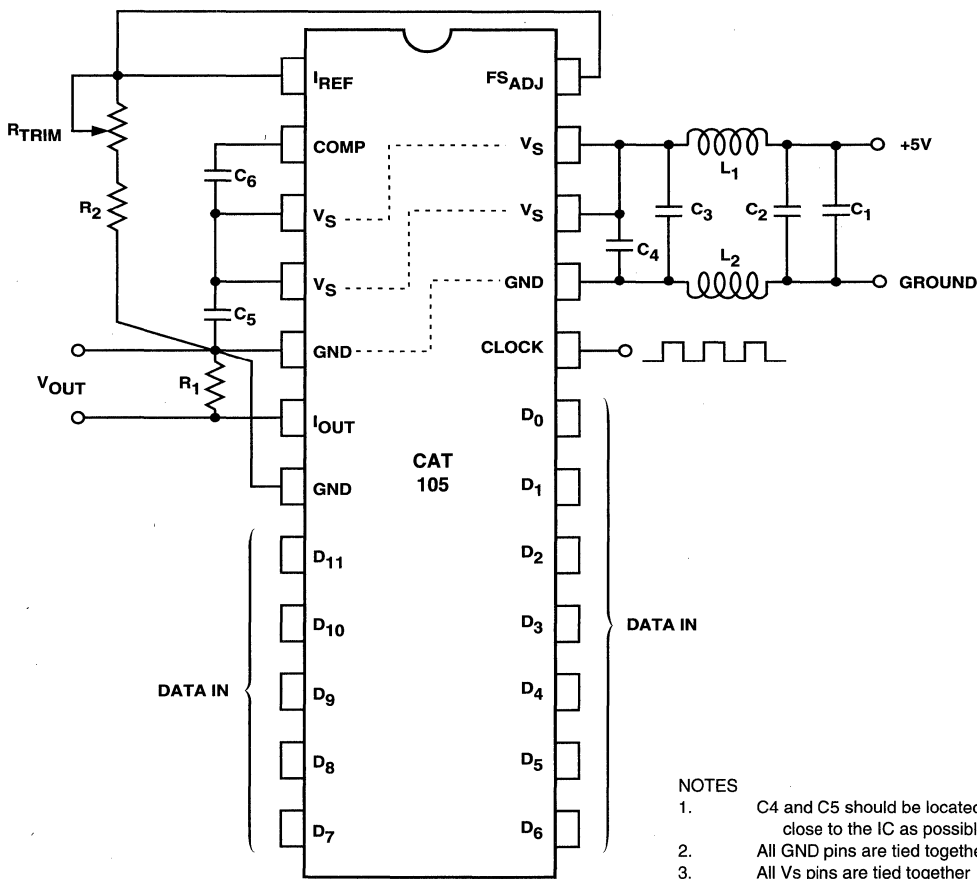 I_REF
FS_ADJ
R_TRIM
COMP
V_S
+5V
C_6
L_1
R_2
V_S
V_S
C_3
C_2
C_1
C_4
L_2
V_S
GND
GROUND
C_5
GND
CLOCK
V_OUT
R_1
I_OUT
D_0
CAT
105
GND
D_1
D_11
D_2
D_10
D_3
DATA IN
DATA IN
D_9
D_4
D_8
D_5
D_7
D_6
NOTES
1. C4 and C5 should be located
close to the IC as
2. All GND pins are tied
3. All Vs pins are tied together